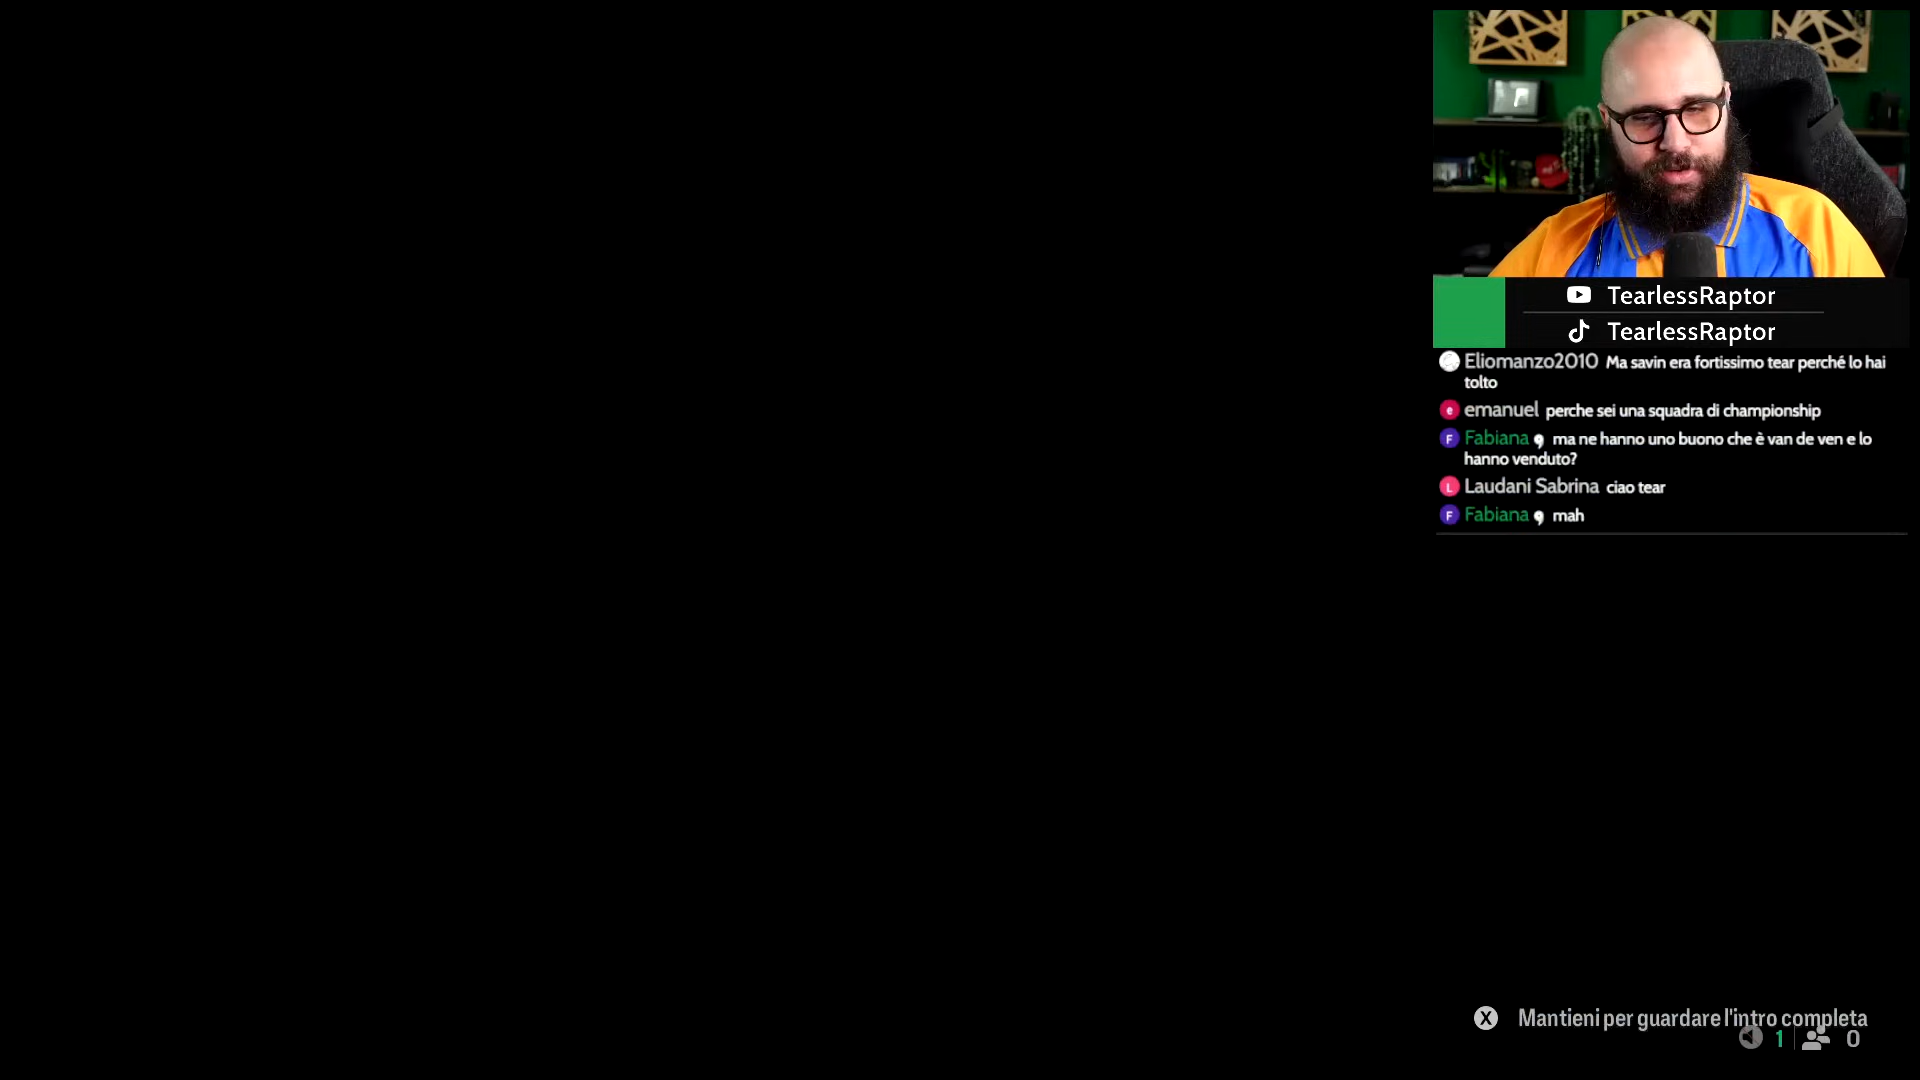 TearlessRaptor
TearlessRaptor
Eliomanzo2010 Ma savin era fortissimo tear perché lo hai
tolto
e emanuel perche sei una squadra di championship
F Fabiana ma ne hanno uno buono che è van de ven e lo
hanno venduto?
L Laudani Sabrina ciao tear
F Fabiana mah
X Mantieni per guardare l'intro completa
1 0